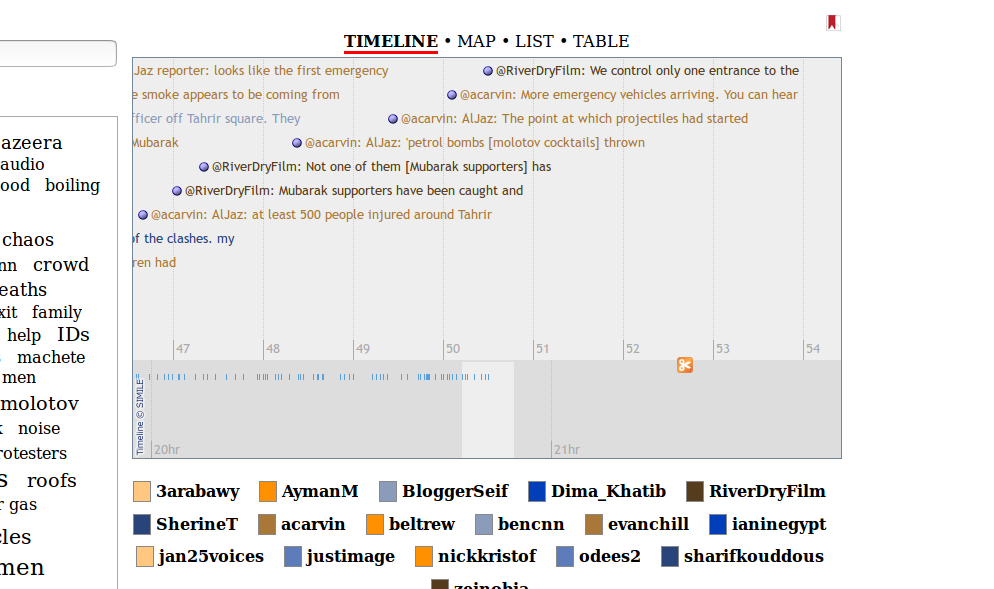 TIMELINE • MAP • LIST • TABLE
Jaz reporter: looks like the first emergency
@RiverDryFilm: We control only one entrance to the
e smoke appears to be coming from
@acarvin: More emergency vehicles arriving. You can hear
fficer off Tahrir square. They
@acarvin: AlJaz: The point at which projectiles had started
Mubarak
@acarvin: AlJaz: 'petrol bombs [molotov cocktails] thrown
@RiverDryFilm: Not one of them [Mubarak supporters] has
@RiverDryFilm: Mubarak supporters have been caught and
@acarvin: AlJaz: at least 500 people injured around Tahrir
of the clashes. my
ren had
47 48 49 50 51 52 53 54
Timeline © SIMILE
20hr 21hr
azeera
audio
ood boiling
chaos
nn crowd
eaths
xit family
help IDs
machete
men
molotov
k noise
rotesters
s roofs
r gas
cles
men
3arabawy AymanM BloggerSeif Dima_Khatib RiverDryFilm
SherineT acarvin beltrew bencnn evanchill ianinegypt
jan25voices justimage nickkristof odees2 sharifkouddous
zeinobia